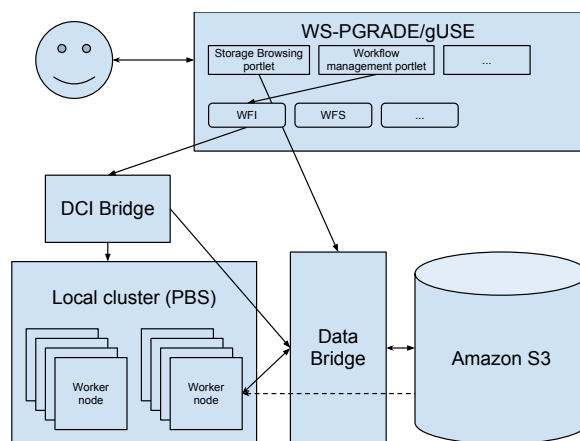 WS-PGRADE/gUSE
Storage Browsing
portlet
Workflow
management portlet
...
WFI
WFS
...
DCI Bridge
Local cluster (PBS)
Worker
node
Worker
node
Data
Bridge
Amazon S3